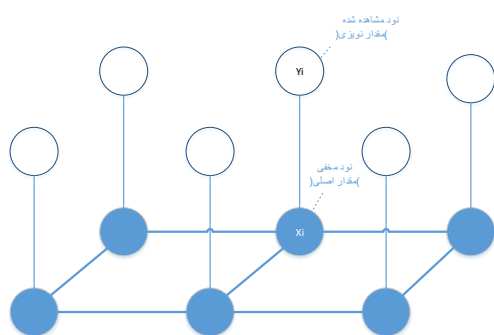 نود مشاهده شده
)مقدار نویزی(
Yi
نود مخفی
)مقدار اصلی(
Xi